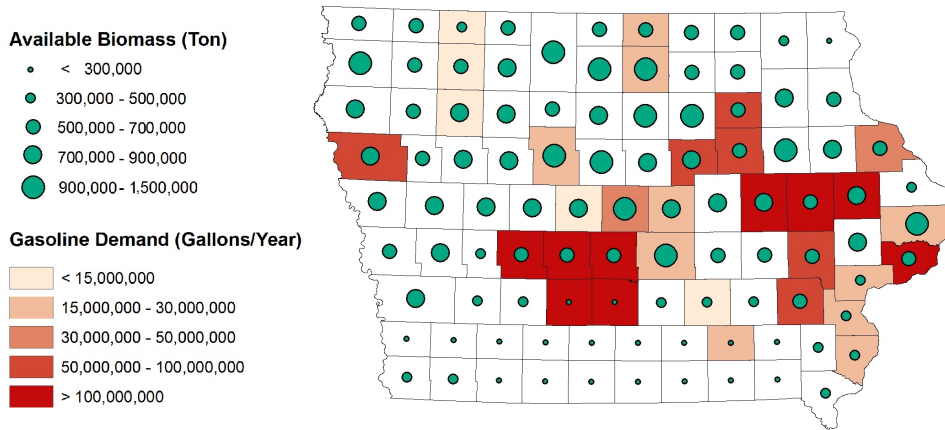 Available Biomass (Ton)
< 300,000
300,000 - 500,000
500,000 - 700,000
700,000 - 900,000
900,000 - 1.500,000
Gasoline Demand (Gallons/Year)
< 15,000,000
15,000,000 - 30,000,000
30,000,000 - 50,000,000
50,000,000 - 100,000,000
> 100,000,000